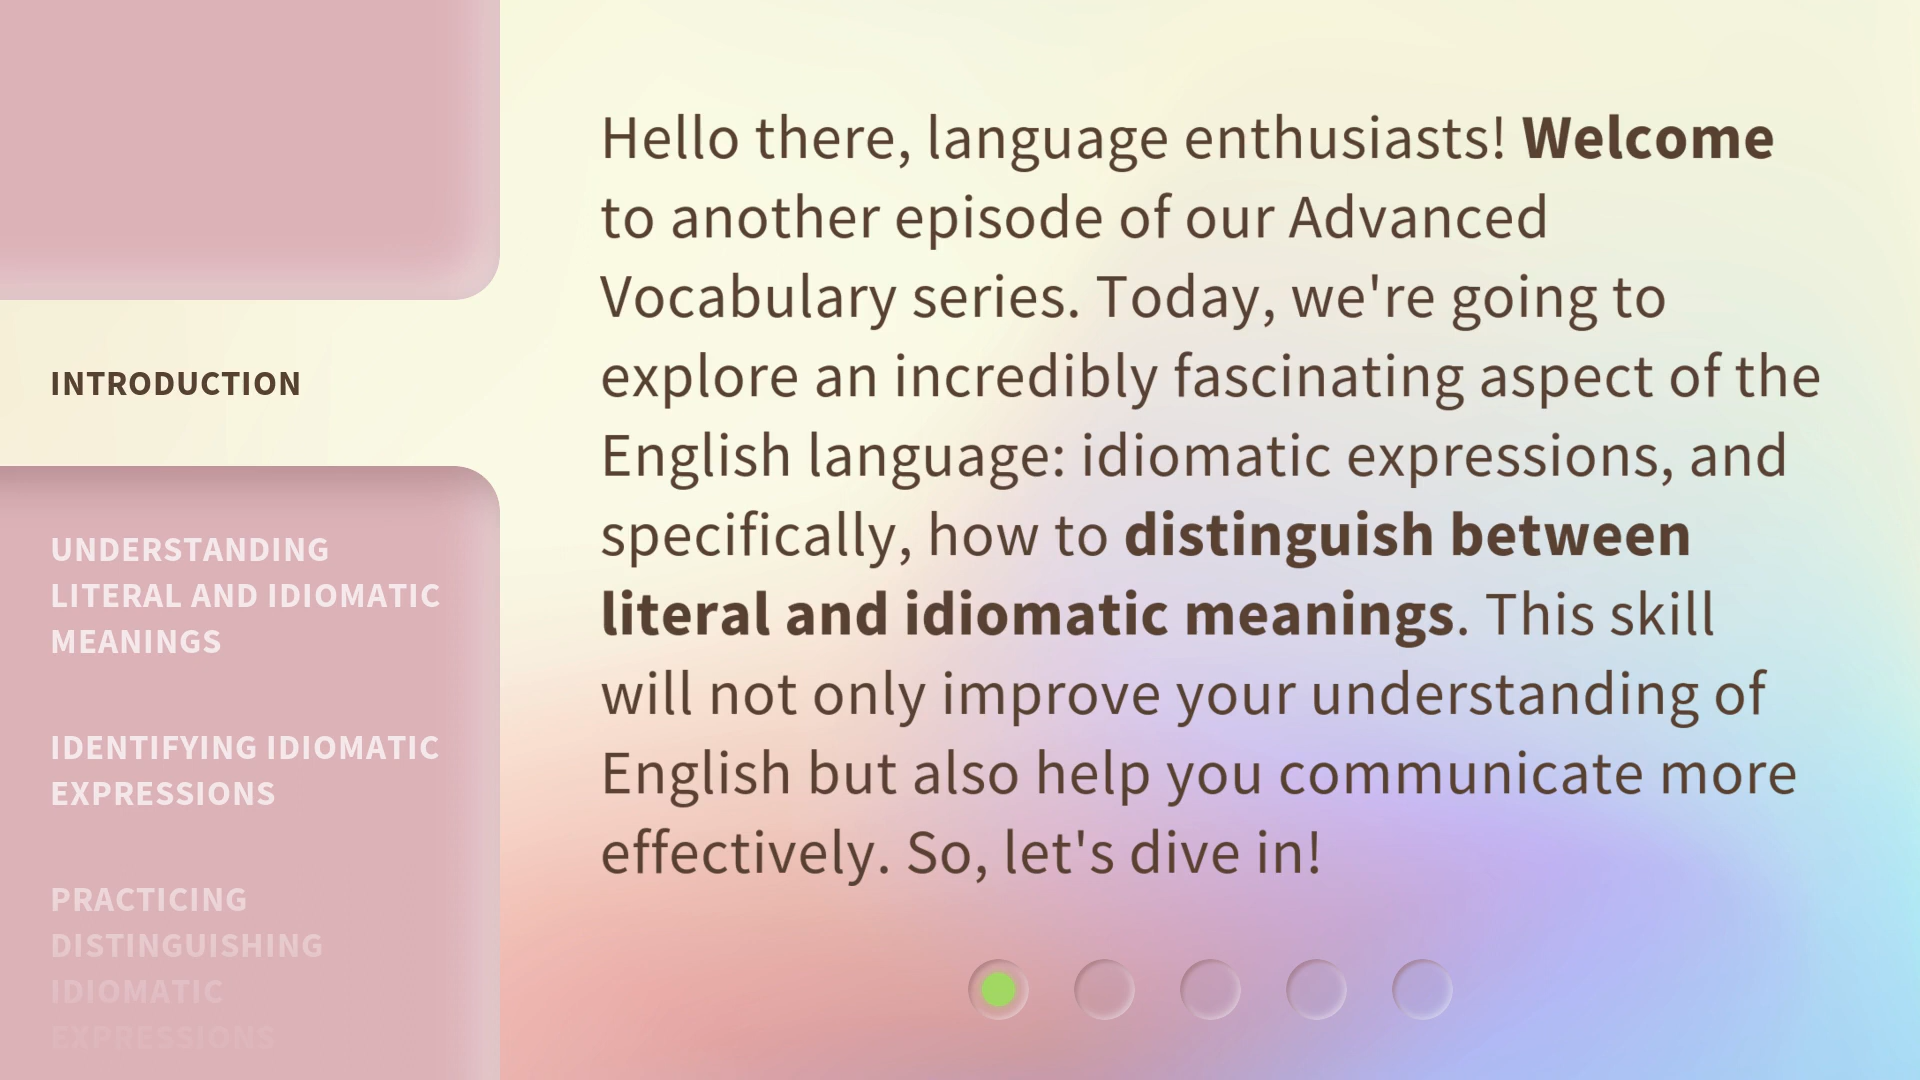 INTRODUCTION
UNDERSTANDING
LITERAL AND IDIOMATIC
MEANINGS
IDENTIFYING IDIOMATIC
EXPRESSIONS
PRACTICING
DISTINGUISHING
IDIOMATIC
EXPRESSIONS
Hello there, language enthusiasts! Welcome
to another episode of our Advanced
Vocabulary series. Today, we're going to
explore an incredibly fascinating aspect of the
English language: idiomatic expressions, and
specifically, how to distinguish between
literal and idiomatic meanings. This skill
will not only improve your understanding of
English but also help you communicate more
effectively. So, let's dive in!